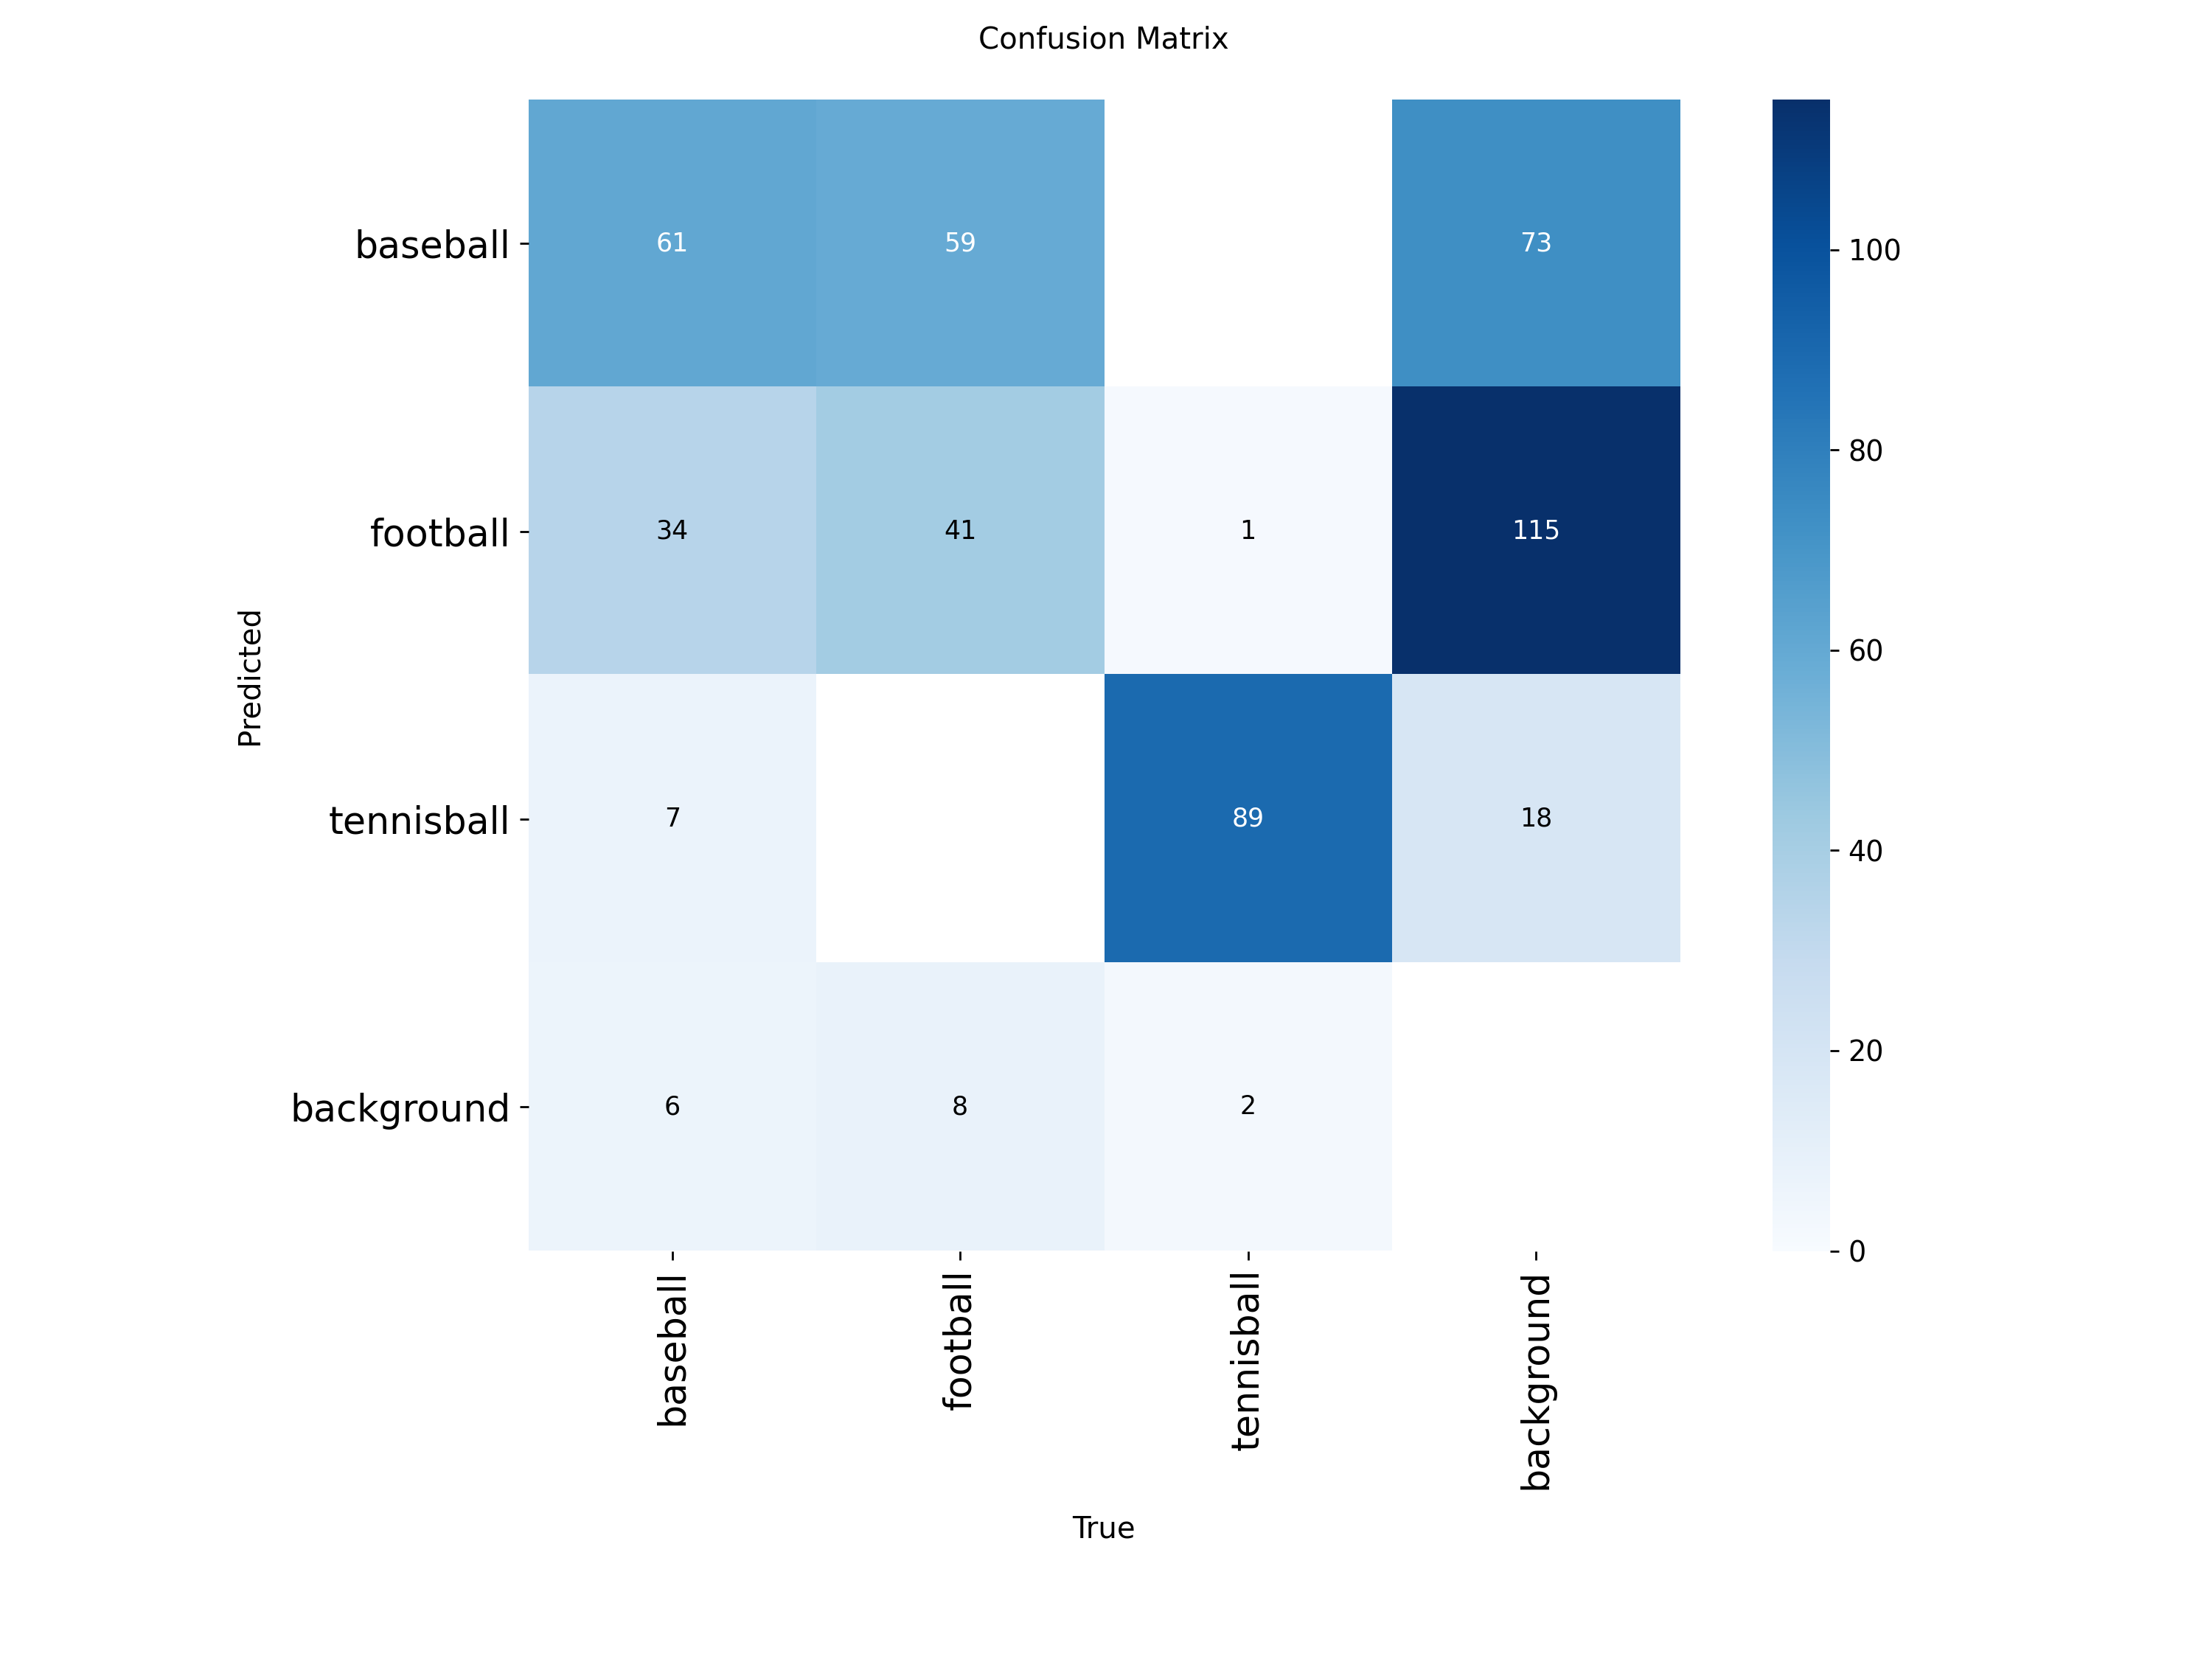 Confusion Matrix
baseball 61 59 73 100
football 34 41 1 115 80
60
Predicted
tennisball 7 89 18 40
20
background 6 8 2
0
baseball football tennisball background
True